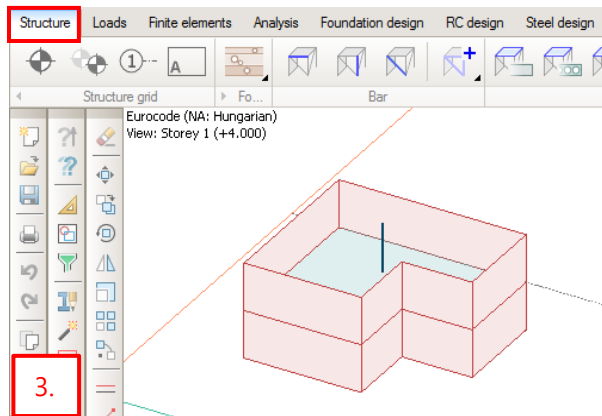 Structure Loads Finite elements Analysis Foundation design RC design Steel design
1 A
Structure grid Fo... Bar
Eurocode (NA: Hungarian)
View: Storey 1 (+4.000)
3.